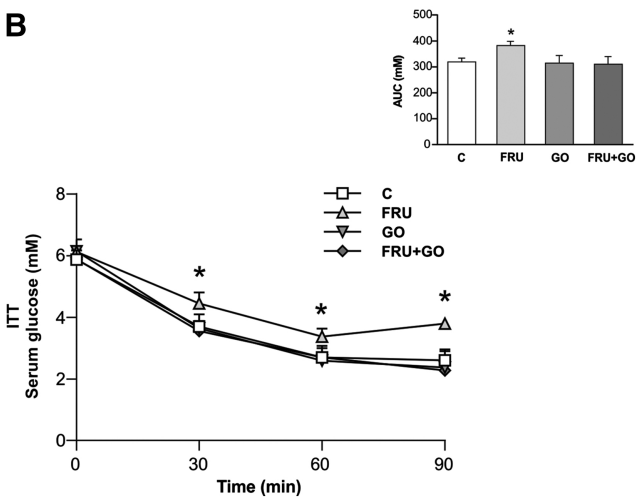 B
500
400
300
200
100
0
AUC (mM)
*
C FRU GO FRU+GO
8
6
4
2
0
ITT
Serum glucose (mM)
C
FRU
GO
FRU+GO
* * *
0 30 60 90
Time (min)